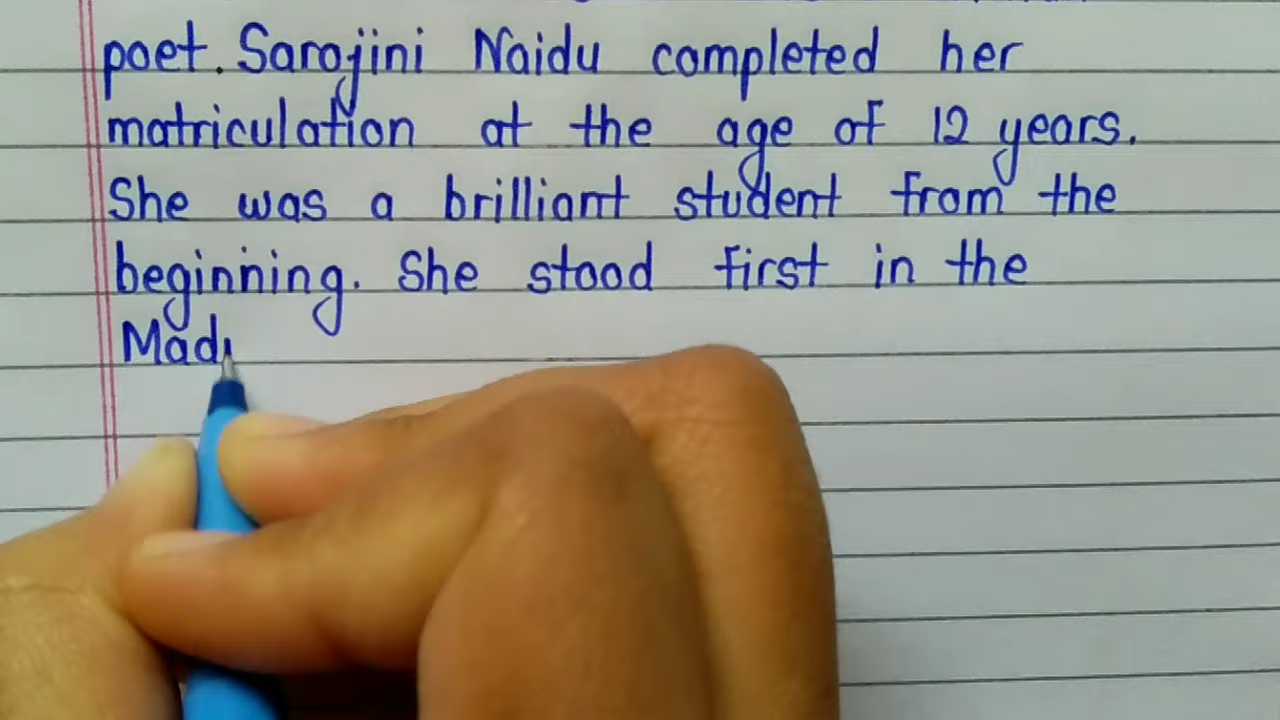 poet. Sarojini Naidu completed her
matriculation at the age of 12 years.
She was a brilliant student from the
beginning. She stood first in the
Mad